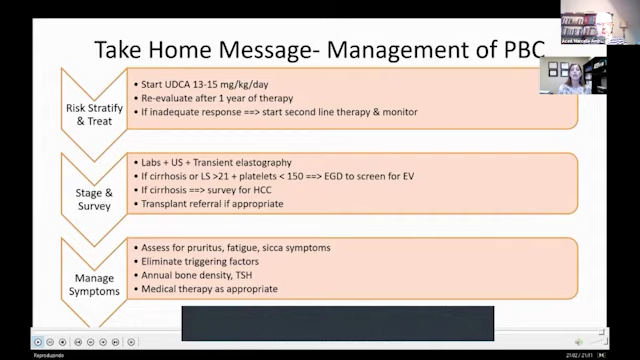 Take Home Message- Management of PBC
Risk Stratify
& Treat
• Start UDCA 13-15 mg/kg/day
• Re-evaluate after 1 year of therapy
• If inadequate response ==> start second line therapy & monitor
Stage &
Survey
• Labs + US + Transient elastography
• If cirrhosis or LS >21 + platelets < 150 ==> EGD to screen for EV
• If cirrhosis ==> survey for HCC
• Transplant referral if appropriate
Manage
Symptoms
• Assess for pruritus, fatigue, sicca symptoms
• Eliminate triggering factors
• Annual bone density, TSH
• Medical therapy as appropriate
Reproduzindo
21:02 / 21:11